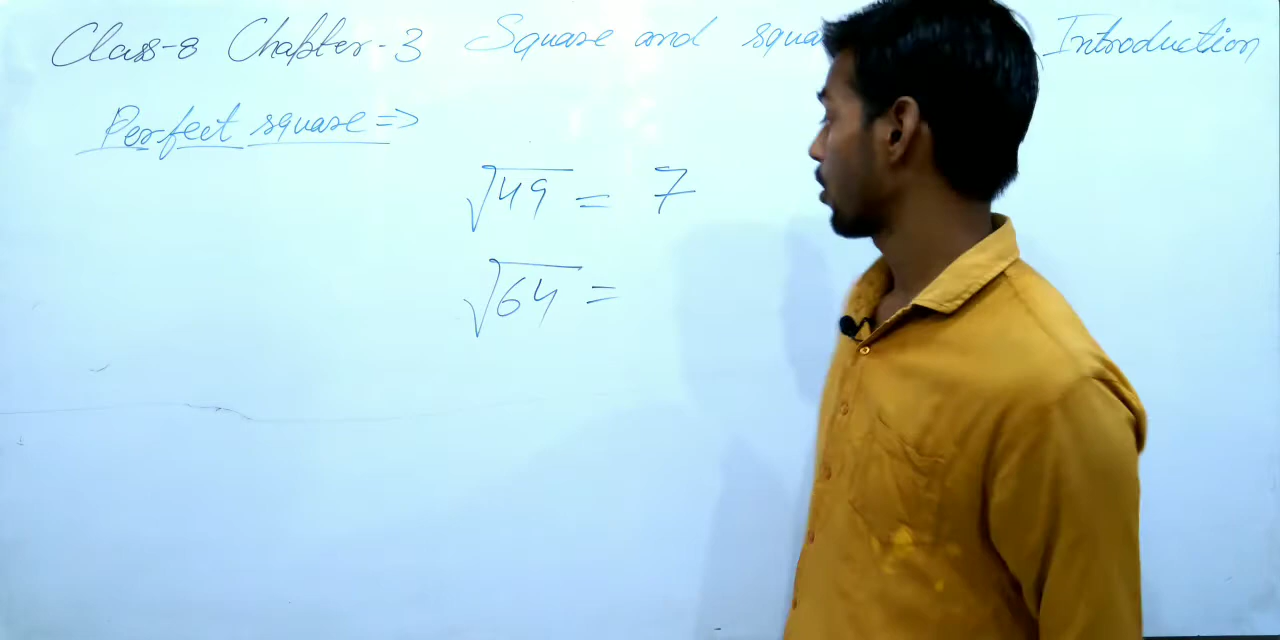 Class-8 Chapter-3 Square and squa Introduction
Perfect square =>
√49 = 7
√64 =